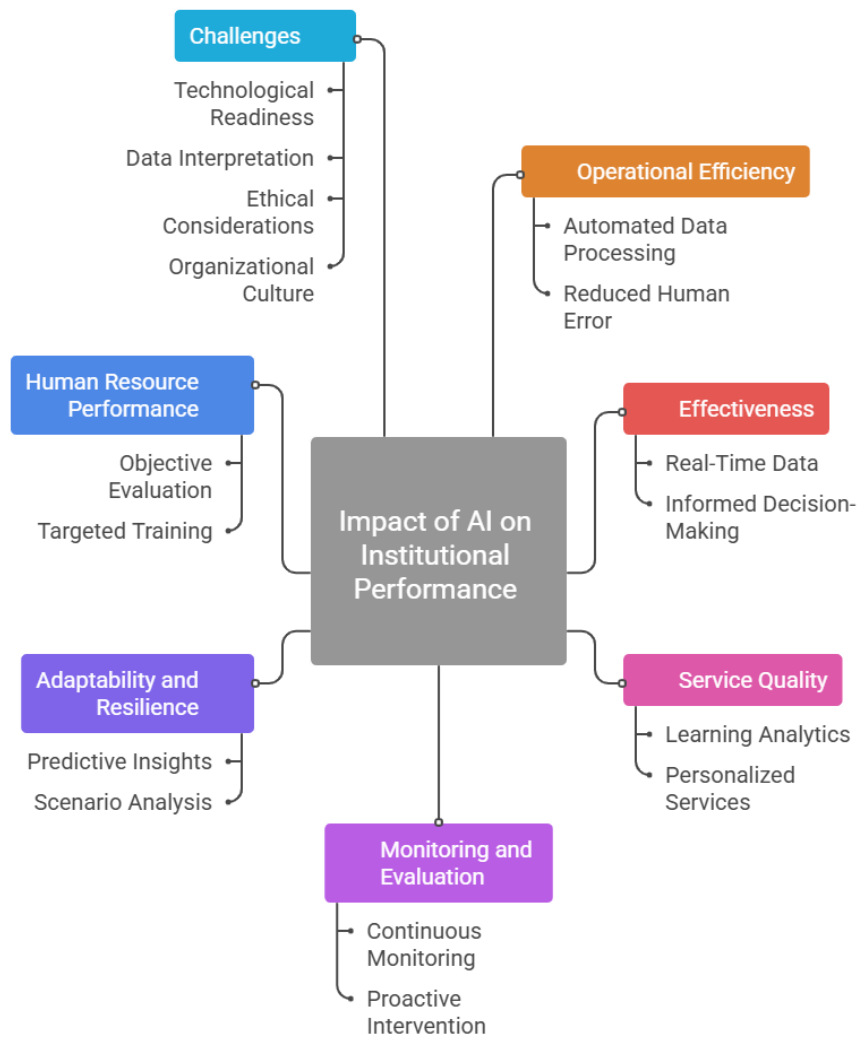 Challenges
Technological
Readiness
Data Interpretation
Ethical
Considerations
Organizational
Culture
Operational Efficiency
Automated Data
Processing
Reduced Human
Error
Human Resource
Performance
Objective
Evaluation
Targeted Training
Effectiveness
Real-Time Data
Informed Decision-
Making
Impact of AI on
Institutional
Performance
Adaptability and
Resilience
Predictive Insights
Scenario Analysis
Service Quality
Learning Analytics
Personalized
Services
Monitoring and
Evaluation
Continuous
Monitoring
Proactive
Intervention